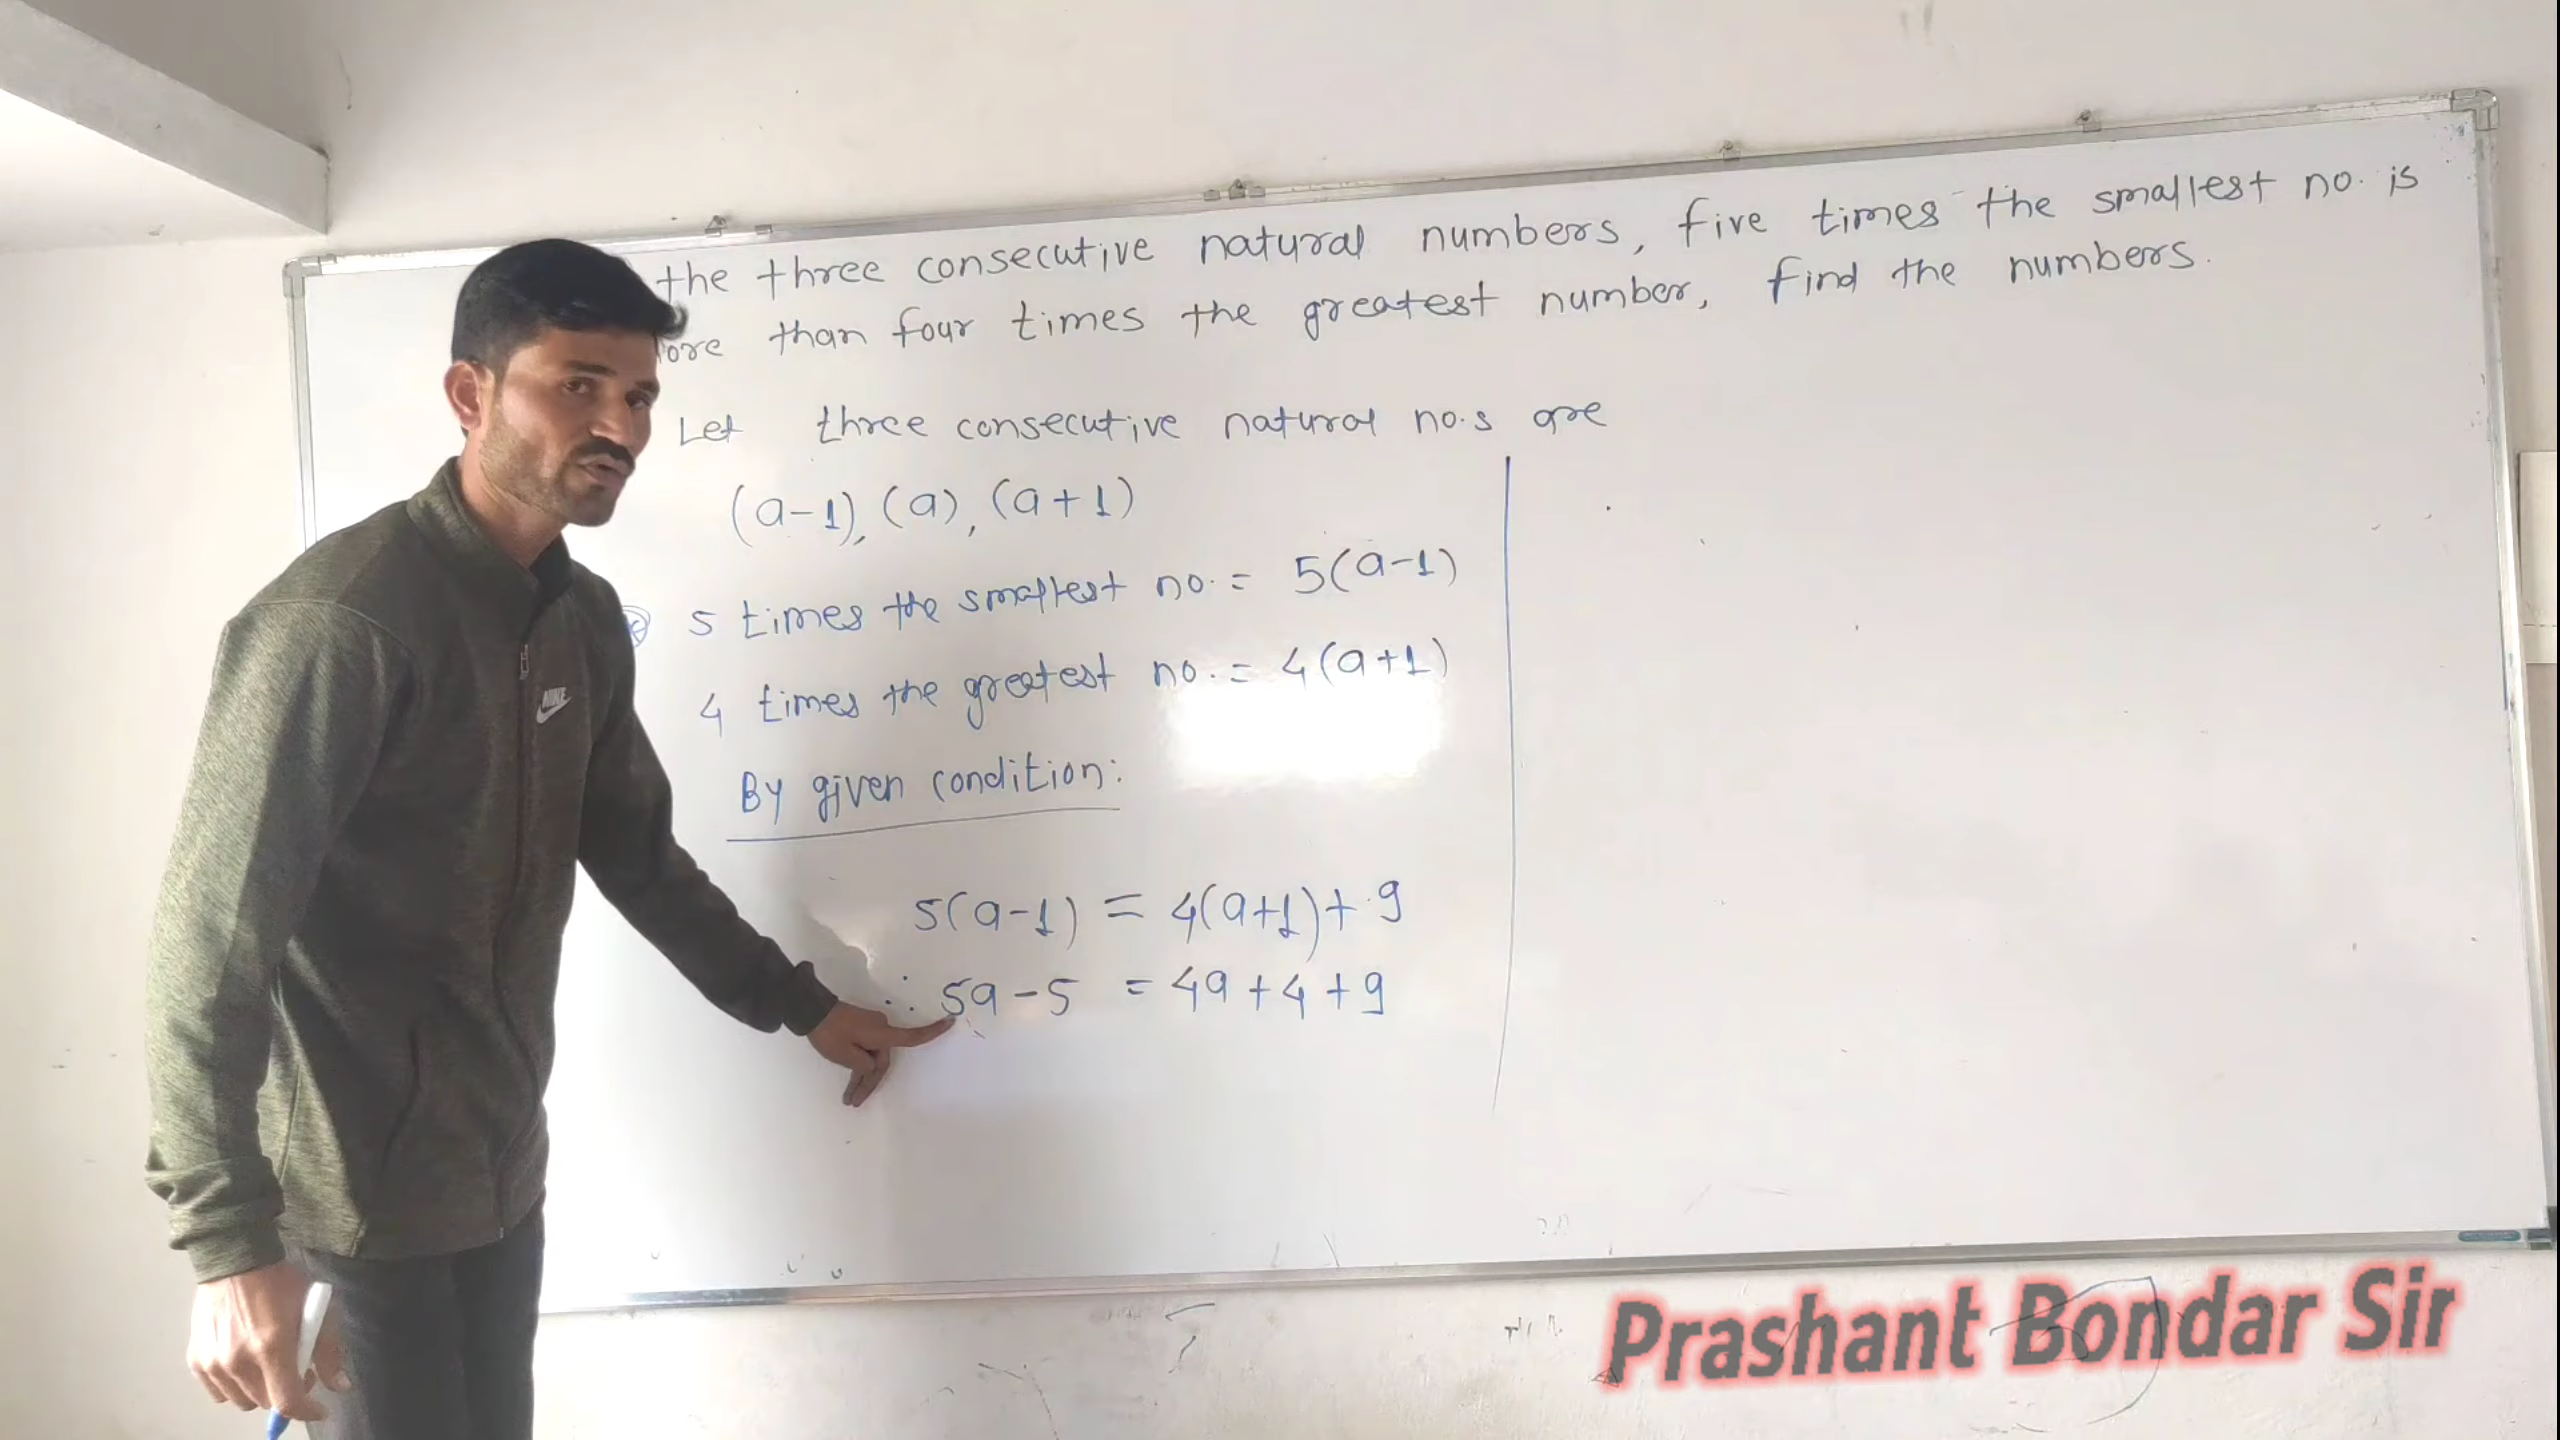 the three consecutive natural numbers, five times the smallest no. is
ore than four times the greatest number, find the numbers.
Let three consecutive natural no.s are
(a-1), (a), (a+1)
5 times the smallest no. = 5(a-1)
4 times the greatest no. = 4(a+1)
By given condition:
5(a-1) = 4(a+1)+9
∴ 5a-5 = 4a+4+9
NIKE
Prashant Bondar Sir